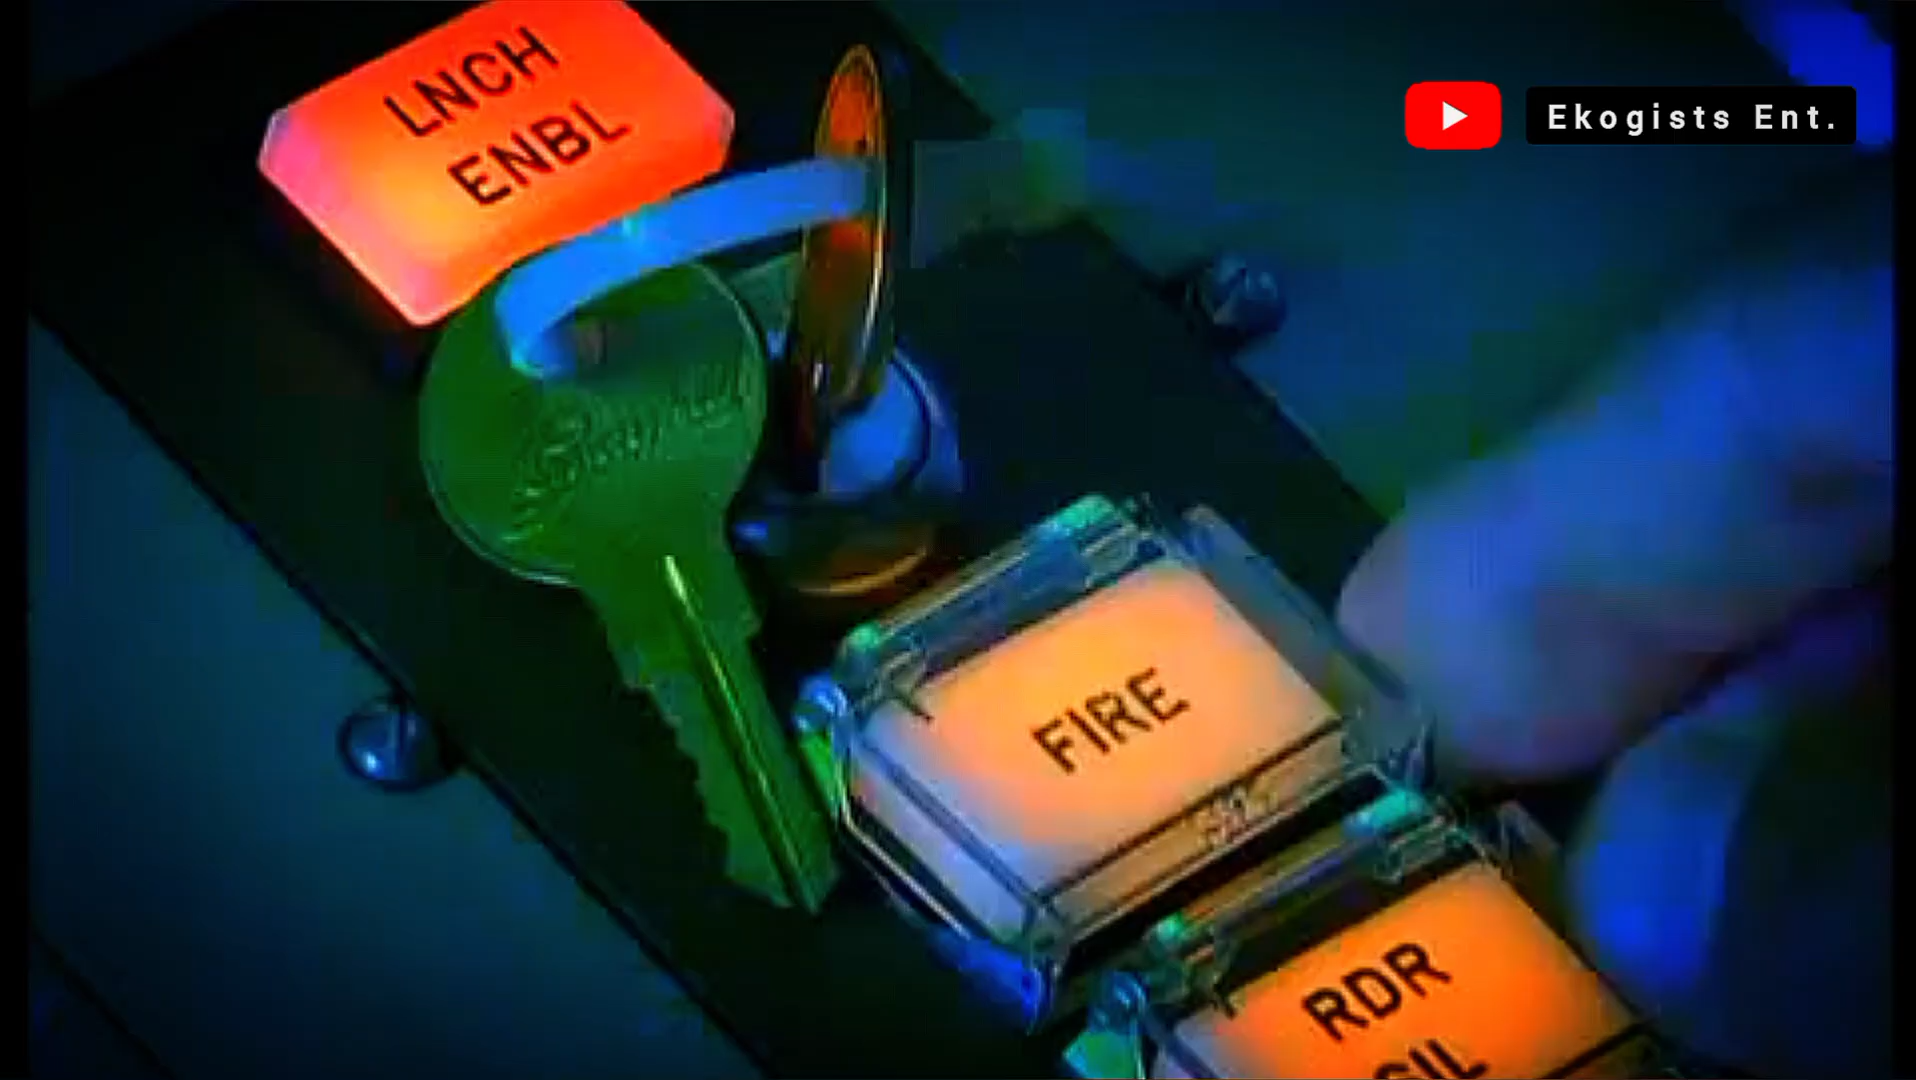 LNCH
ENBL
Ekogists Ent.
FIRE
RDR